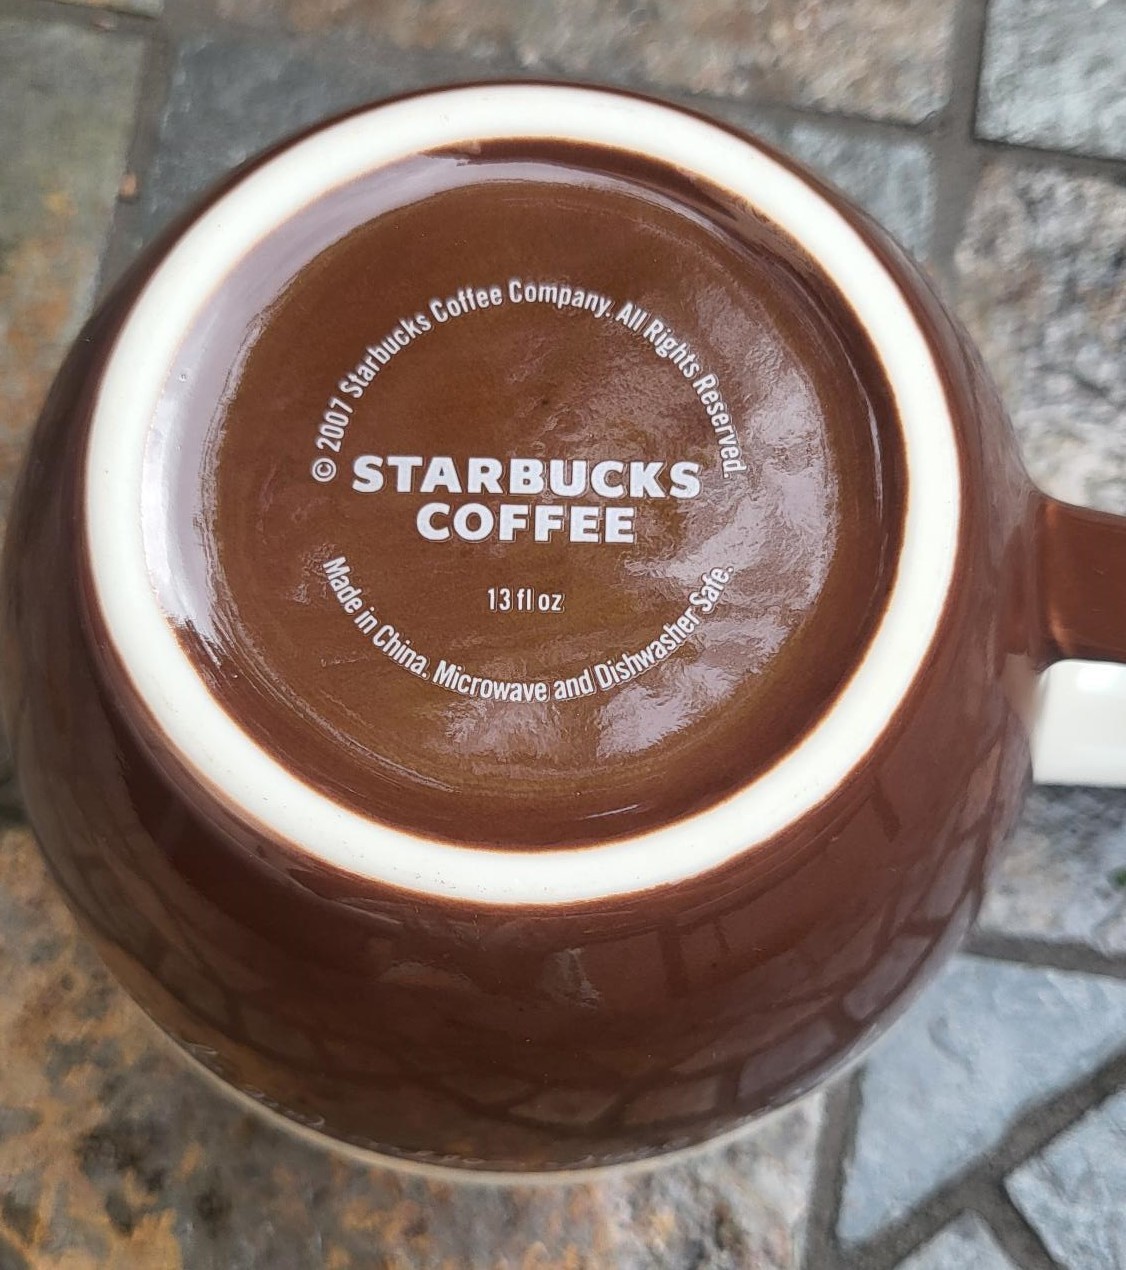 © 2007 Starbucks Coffee Company. All Rights Reserved.
STARBUCKS
COFFEE
13 fl oz
Made in China. Microwave and Dishwasher Safe.